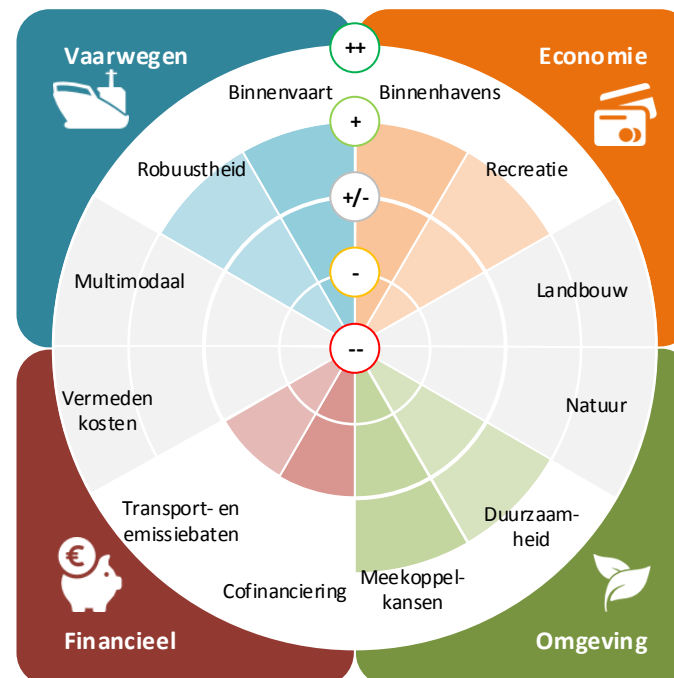 Vaarwegen
++
Economie
Binnenvaart
Binnenhavens
+
Robuustheid
Recreatie
+/-
Multimodaal
-
Landbouw
--
Vermeden
kosten
Natuur
Transport- en
emissiebaten
Duurzaam-
heid
Cofinanciering
Meekoppel-
kansen
€
Financieel
Omgeving